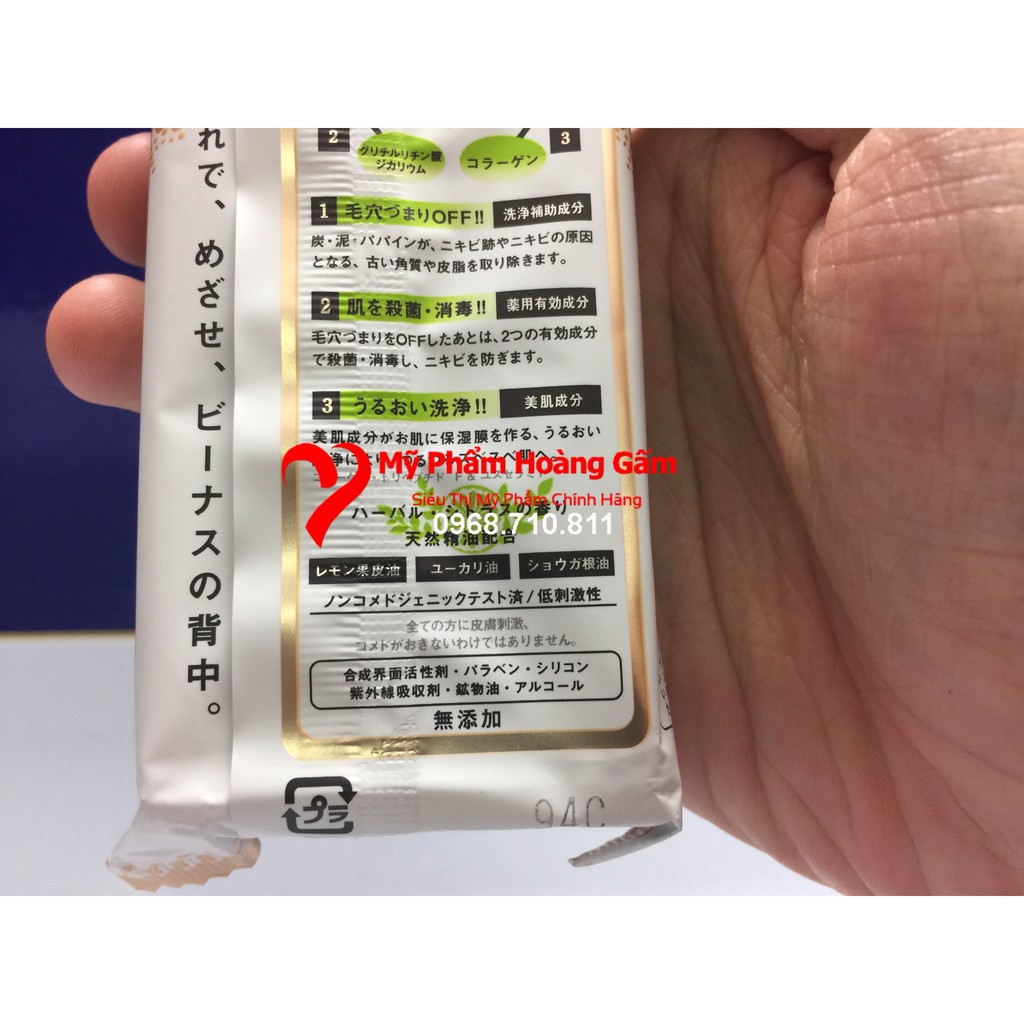 れで、めざせ、ビーナスの背中。
2 グリチルリチン酸
ジカリウム
コラーゲン 3
1 毛穴づまりOFF!! 洗浄補助成分
炭・泥・パパインが、ニキビ跡やニキビの原因
となる、古い角質や皮脂を取り除きます。
2 肌を殺菌・消毒!! 薬用有効成分
毛穴づまりをOFFしたあとは、2つの有効成分
で殺菌・消毒し、ニキビを防ぎます。
3 うるおい洗浄!! 美肌成分
美肌成分がお肌に保湿膜を作る、うるおい
Mỹ Phẩm Hoàng Gấm
Siêu Thị Mỹ Phẩm Chính Hãng
0968.710.811
ハーバル・シトラスの香り
天然精油配合
レモン果皮油 ユーカリ油 ショウガ根油
ノンコメドジェニックテスト済/低刺激性
全ての方に皮膚刺激、
コメドがおきないわけではありません。
合成界面活性剤・パラベン・シリコン
紫外線吸収剤・鉱物油・アルコール
無添加
プラ
94C